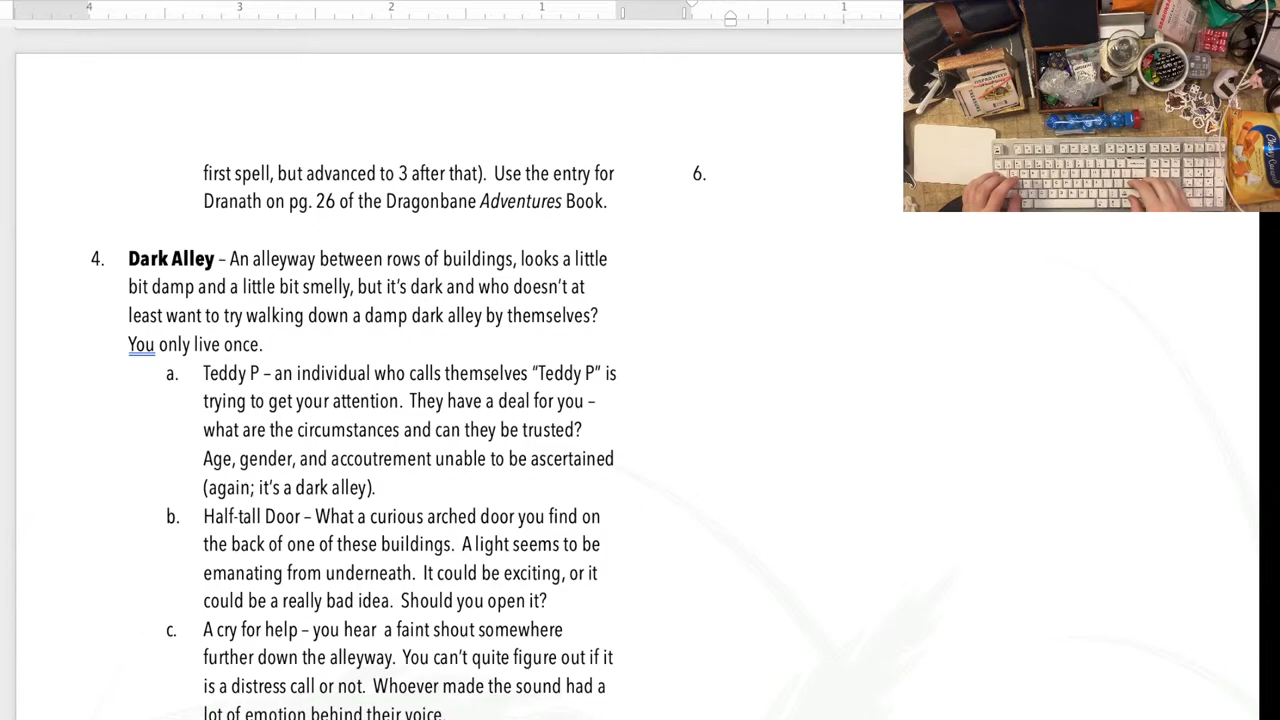 4 3 2 1 1
first spell, but advanced to 3 after that). Use the entry for
Dranath on pg. 26 of the Dragonbane Adventures Book.
4. Dark Alley – An alleyway between rows of buildings, looks a little
bit damp and a little bit smelly, but it's dark and who doesn't at
least want to try walking down a damp dark alley by themselves?
You only live once.
a. Teddy P – an individual who calls themselves “Teddy P” is
trying to get your attention. They have a deal for you –
what are the circumstances and can they be trusted?
Age, gender, and accoutrement unable to be ascertained
(again; it's a dark alley).
b. Half-tall Door – What a curious arched door you find on
the back of one of these buildings. A light seems to be
emanating from underneath. It could be exciting, or it
could be a really bad idea. Should you open it?
c. A cry for help – you hear a faint shout somewhere
further down the alleyway. You can't quite figure out if it
is a distress call or not. Whoever made the sound had a
lot of emotion behind their voice.
6.